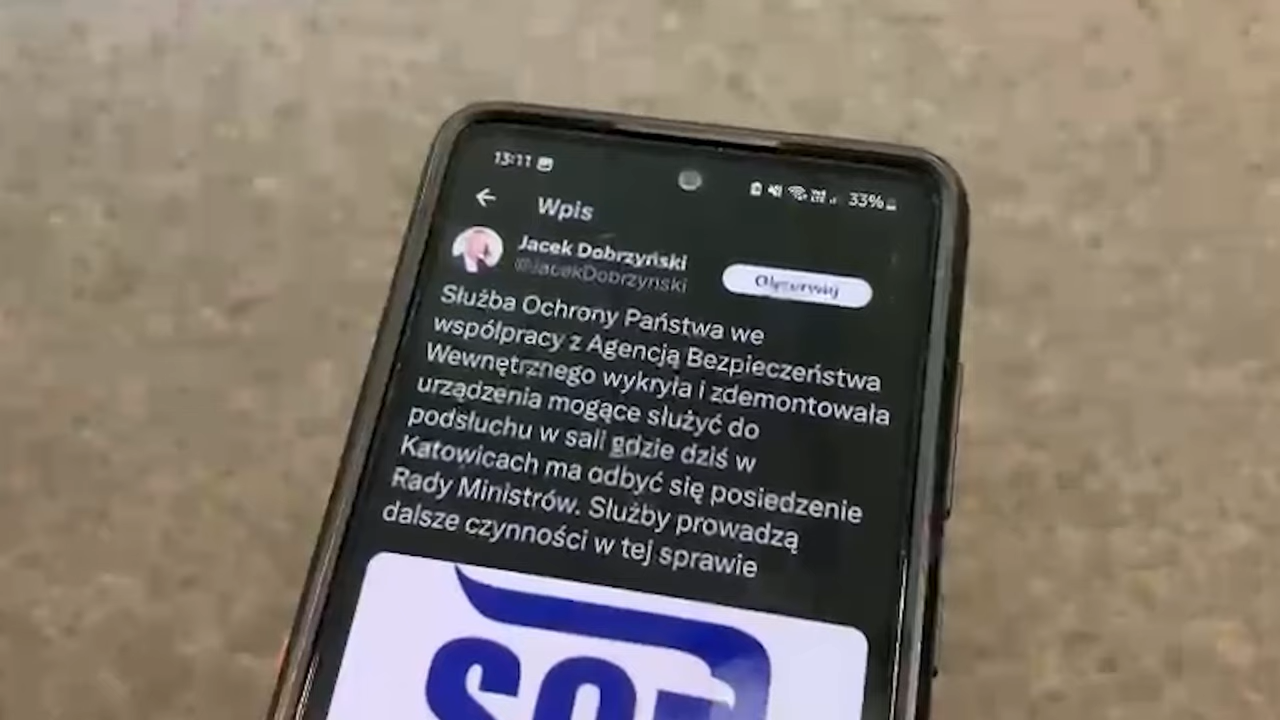 13:11
33%
Wpis
Jacek Dobrzyński
@JacekDobrzynski
Obserwuj
Służba Ochrony Państwa we
współpracy z Agencją Bezpieczeństwa
Wewnętrznego wykryła i zdemontowała
urządzenia mogące służyć do
podsłuchu w sali gdzie dziś w
Katowicach ma odbyć się posiedzenie
Rady Ministrów. Służby prowadzą
dalsze czynności w tej sprawie
SOP